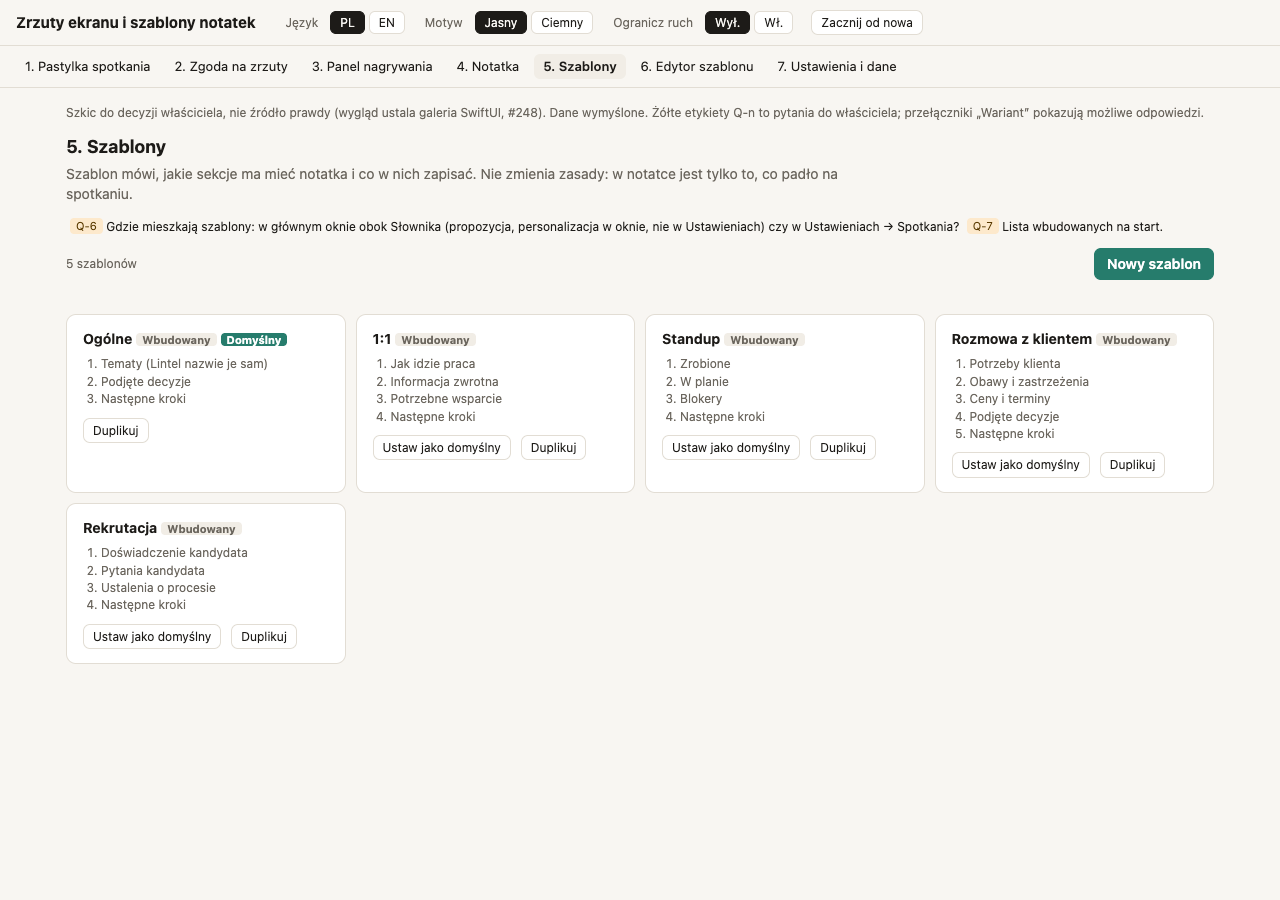 Zrzuty ekranu i szablony notatek Język PL EN Motyw Jasny Ciemny Ogranicz ruch Wył. Wł. Zacznij od nowa
1. Pastylka spotkania 2. Zgoda na zrzuty 3. Panel nagrywania 4. Notatka 5. Szablony 6. Edytor szablonu 7. Ustawienia i dane
Szkic do decyzji właściciela, nie źródło prawdy (wygląd ustala galeria SwiftUI, #248). Dane wymyślone. Żółte etykiety Q-n to pytania do właściciela; przełączniki „Wariant” pokazują możliwe odpowiedzi.
5. Szablony
Szablon mówi, jakie sekcje ma mieć notatka i co w nich zapisać. Nie zmienia zasady: w notatce jest tylko to, co padło na
spotkaniu.
Q-6 Gdzie mieszkają szablony: w głównym oknie obok Słownika (propozycja, personalizacja w oknie, nie w Ustawieniach) czy w Ustawieniach → Spotkania? Q-7 Lista wbudowanych na start.
5 szablonów
Nowy szablon
Ogólne Wbudowany Domyślny
1. Tematy (Lintel nazwie je sam)
2. Podjęte decyzje
3. Następne kroki
Duplikuj
1:1 Wbudowany
1. Jak idzie praca
2. Informacja zwrotna
3. Potrzebne wsparcie
4. Następne kroki
Ustaw jako domyślny Duplikuj
Standup Wbudowany
1. Zrobione
2. W planie
3. Blokery
4. Następne kroki
Ustaw jako domyślny Duplikuj
Rozmowa z klientem Wbudowany
1. Potrzeby klienta
2. Obawy i zastrzeżenia
3. Ceny i terminy
4. Podjęte decyzje
5. Następne kroki
Ustaw jako domyślny Duplikuj
Rekrutacja Wbudowany
1. Doświadczenie kandydata
2. Pytania kandydata
3. Ustalenia o procesie
4. Następne kroki
Ustaw jako domyślny Duplikuj